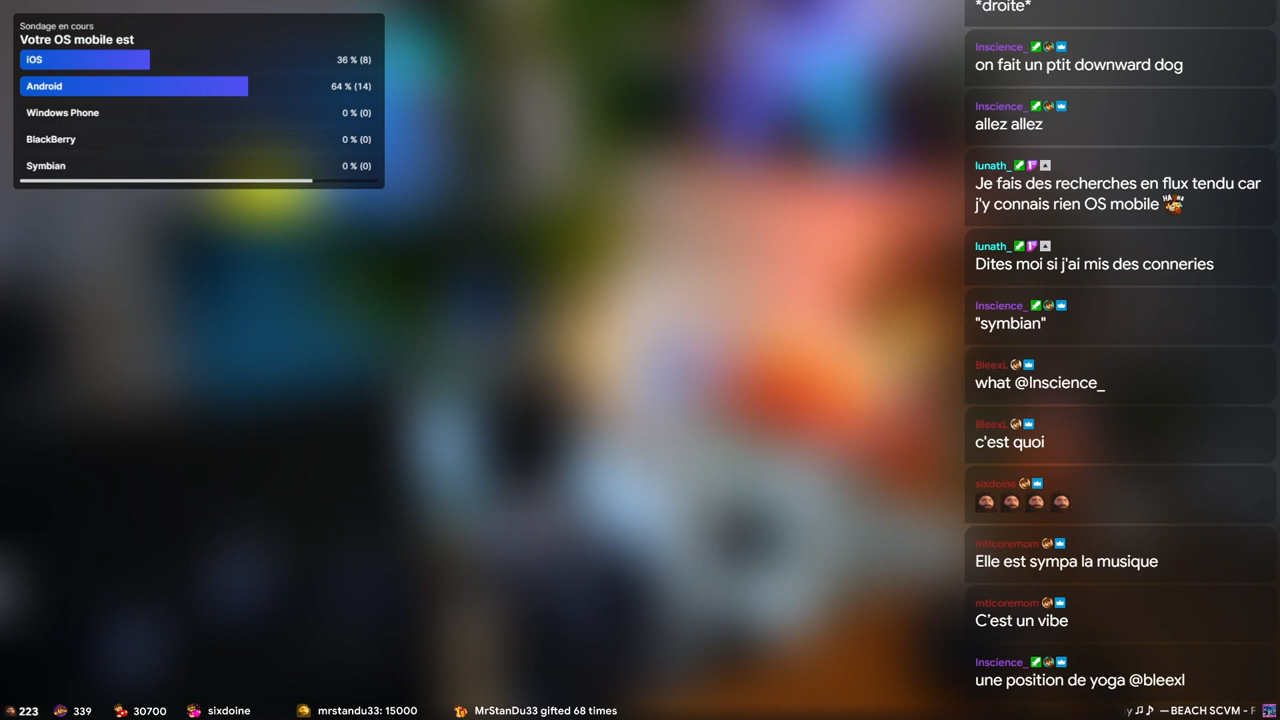 Sondage en cours
Votre OS mobile est
iOS 36 % (8)
Android 64 % (14)
Windows Phone 0 % (0)
BlackBerry 0 % (0)
Symbian 0 % (0)
*droite*
Inscience_
on fait un ptit downward dog
Inscience_
allez allez
lunath_
Je fais des recherches en flux tendu car
j'y connais rien OS mobile
lunath_
Dites moi si j'ai mis des conneries
Inscience_
"symbian"
BleexL
what @Inscience_
BleexL
c'est quoi
sixdoine
mtlcoremom
Elle est sympa la musique
mtlcoremom
C'est un vibe
Inscience_
une position de yoga @bleexl
223 339 30700 sixdoine mrstandu33: 15000 MrStanDu33 gifted 68 times y ♫ ♪ — BEACH SCVM - F